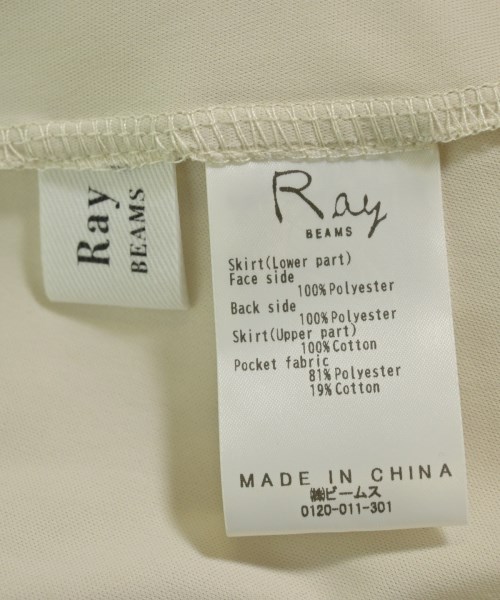 Ray
BEAMS
Ray
BEAMS
Skirt(Lower part)
Face side
100% Polyester
Back side
100% Polyester
Skirt(Upper part)
100% Cotton
Pocket fabric
81% Polyester
19% Cotton
MADE IN CHINA
㈱ビームス
0120-011-301